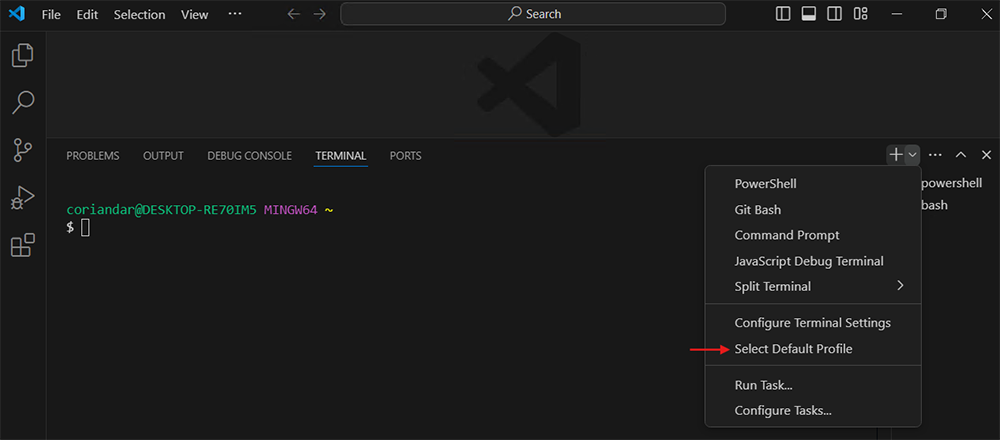 File Edit Selection View ... Search
PROBLEMS OUTPUT DEBUG CONSOLE TERMINAL PORTS
coriandar@DESKTOP-RE70IM5 MINGW64 ~
$
PowerShell
Git Bash
Command Prompt
JavaScript Debug Terminal
Split Terminal
Configure Terminal Settings
Select Default Profile
Run Task...
Configure Tasks...
powershell
bash